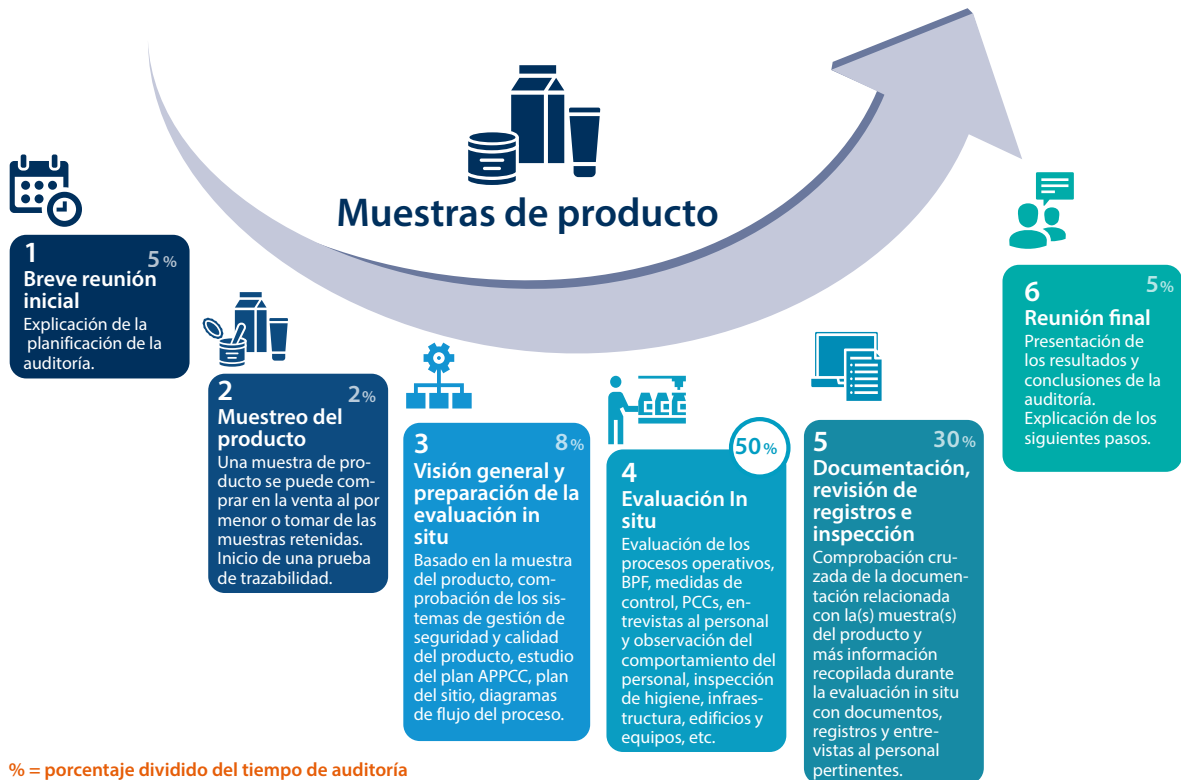 Muestras de producto
1
5%
Breve reunión
inicial
Explicación de la
planificación de la
auditoría.
2
2%
Muestreo del
producto
Una muestra de pro-
ducto se puede com-
prar en la venta al por
menor o tomar de las
muestras retenidas.
Inicio de una prueba
de trazabilidad.
3
8%
Visión general y
preparación de la
evaluación in
situ
Basado en la muestra
del producto, com-
probación de los sis-
temas de gestión de
seguridad y calidad
del producto, estudio
del plan APPCC, plan
del sitio, diagramas
de flujo del proceso.
4
50%
Evaluación In
situ
Evaluación de los
procesos operativos,
BPF, medidas de
control, PCCs, en-
trevistas al personal
y observación del
comportamiento del
personal, inspección
de higiene, infraes-
tructura, edificios y
equipos, etc.
5
30%
Documentación,
revisión de
registros e
inspección
Comprobación cru-
zada de la documen-
tación relacionada
con la(s) muestra(s)
del producto y
más información
recopilada durante
la evaluación in situ
con documentos,
registros y entre-
vistas al personal
pertinentes.
6
5%
Reunión final
Presentación de
los resultados y
conclusiones de la
auditoría.
Explicación de los
siguientes pasos.
% = porcentaje dividido del tiempo de auditoría